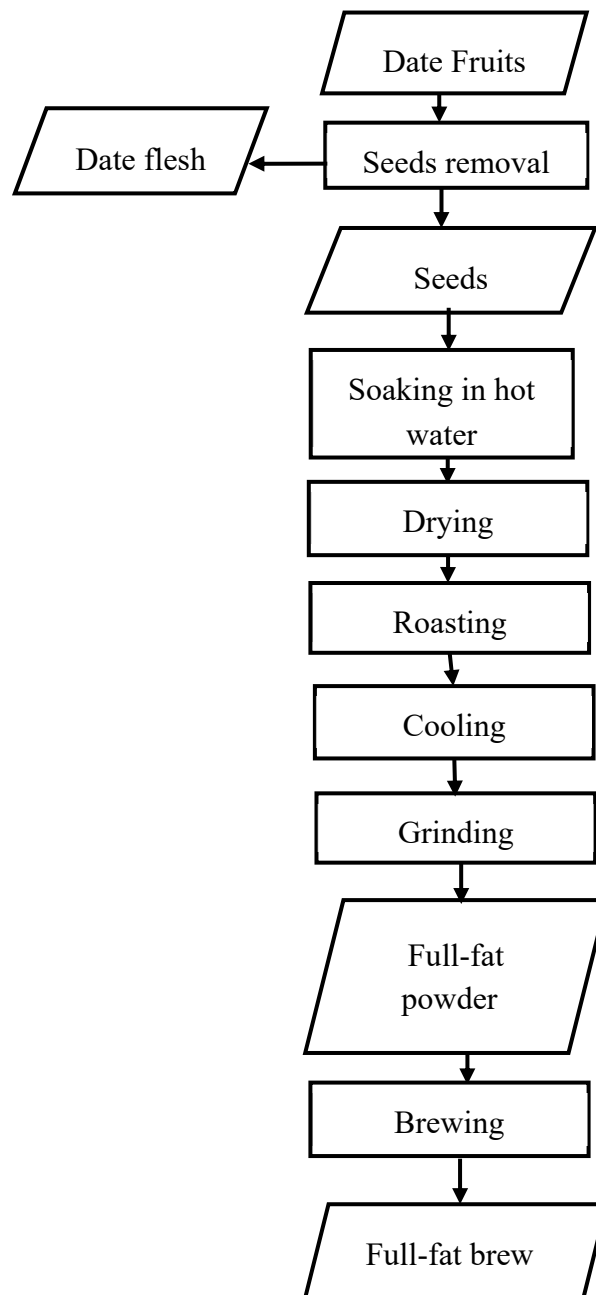 Date Fruits
Date flesh
Seeds removal
Seeds
Soaking in hot
water
Drying
Roasting
Cooling
Grinding
Full-fat
powder
Brewing
Full-fat brew